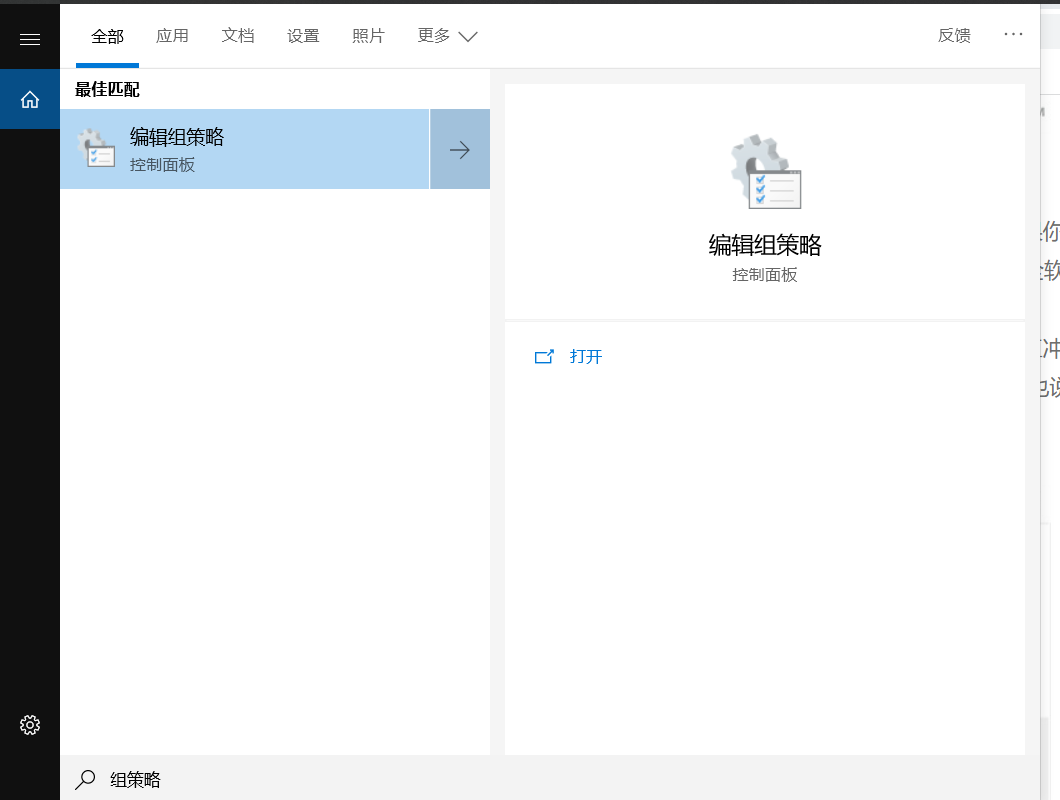 全部 应用 文档 设置 照片 更多 反馈 ···
最佳匹配
编辑组策略
控制面板
编辑组策略
控制面板
打开
组策略